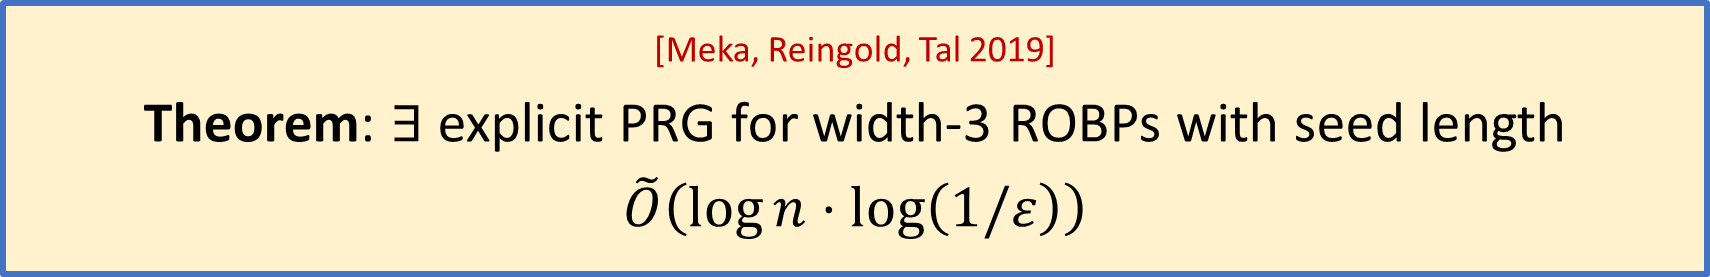 [Meka, Reingold, Tal 2019]
Theorem: ∃ explicit PRG for width-3 ROBPs with seed length
Õ(log n · log(1/ε))